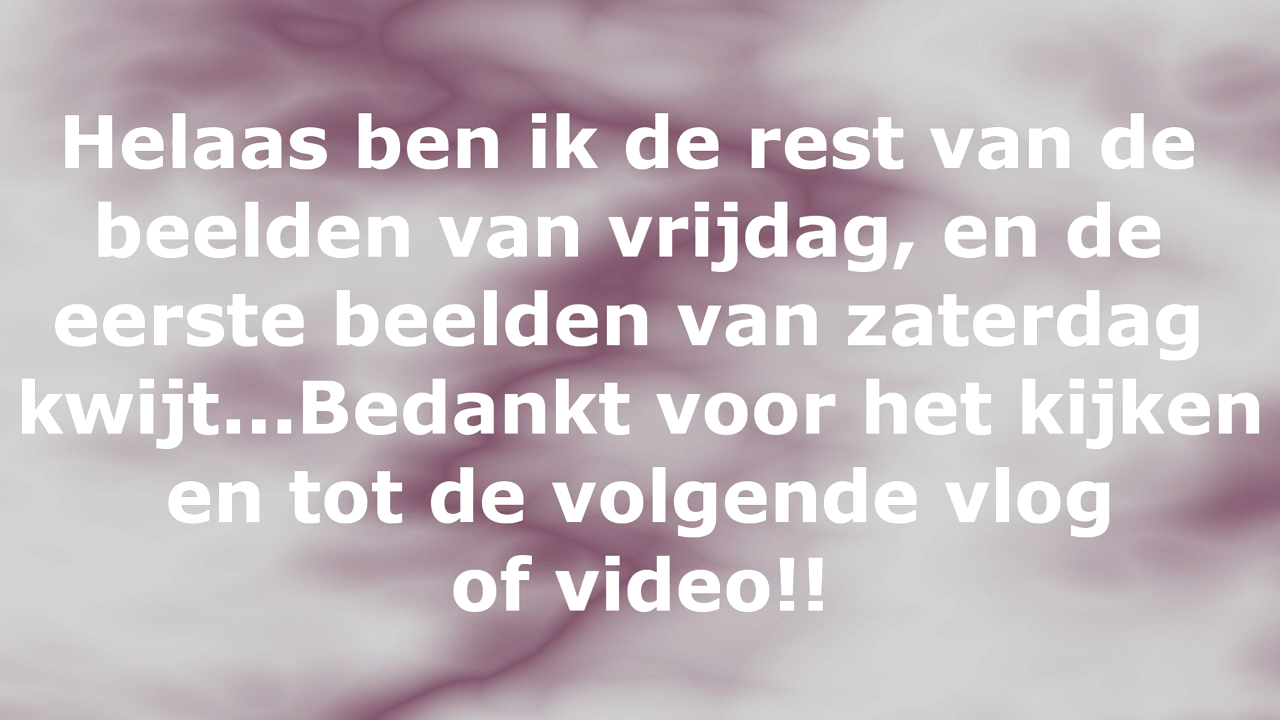 Helaas ben ik de rest van de
beelden van vrijdag, en de
eerste beelden van zaterdag
kwijt...Bedankt voor het kijken
en tot de volgende vlog
of video!!